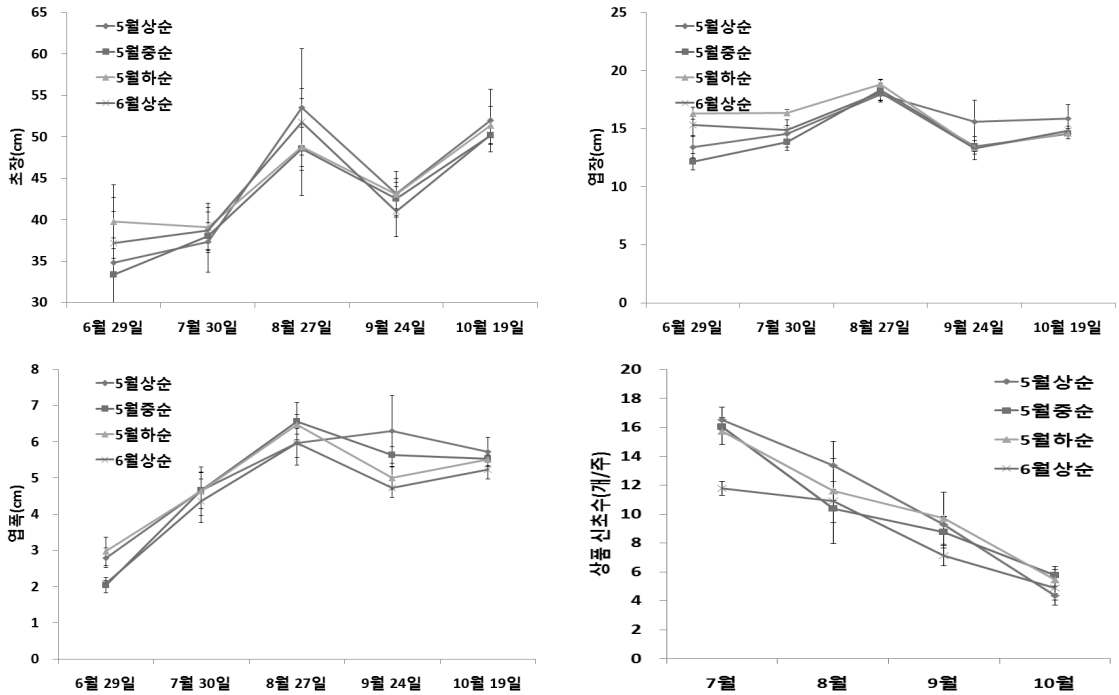 초장(cm)
65
60
55
50
45
40
35
30
5월상순
5월중순
5월하순
6월상순
6월 29일 7월 30일 8월 27일 9월 24일 10월 19일
엽장(cm)
25
20
15
10
5
0
5월상순
5월중순
5월하순
6월상순
6월 29일 7월 30일 8월 27일 9월 24일 10월 19일
엽폭(cm)
8
7
6
5
4
3
2
1
0
5월상순
5월중순
5월하순
6월상순
6월 29일 7월 30일 8월 27일 9월 24일 10월 19일
상품 신초수(개/주)
20
18
16
14
12
10
8
6
4
2
0
5월상순
5월중순
5월하순
6월상순
7월 8월 9월 10월